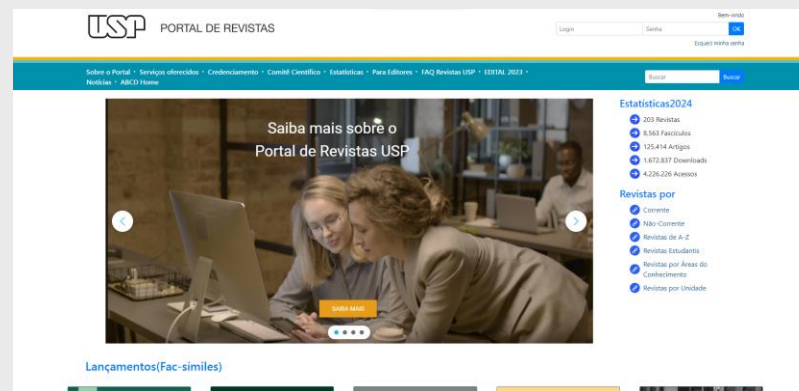 Bem-vindo
USP PORTAL DE REVISTAS
Login Senha OK
Esqueci minha senha
Sobre o Portal • Serviços oferecidos • Credenciamento • Comitê Científico • Estatísticas • Para Editores • FAQ Revistas USP • EDITAL 2023 •
Notícias • ABCD Home
Buscar Buscar
Saiba mais sobre o
Portal de Revistas USP
SAIBA MAIS
Estatísticas2024
203 Revistas
8.563 Fascículos
125.414 Artigos
1.672.837 Downloads
4.226.226 Acessos
Revistas por
Corrente
Não-Corrente
Revistas de A-Z
Revistas Estudantis
Revistas por Áreas do
Conhecimento
Revistas por Unidade
Lançamentos(Fac-símiles)